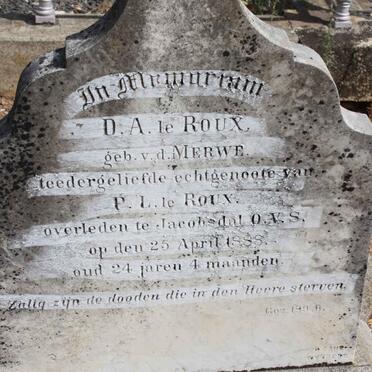 In Memoriam
D. A. le ROUX.
geb. v. d. MERWE.
teedergeliefde echtgenoote van
P. L. le ROUX.
overleden te Jacobsdal O.V.S.
op den 25 April 1888.
oud 24 jaren 4 maanden.
Zalig zijn de dooden die in den Heere sterven.